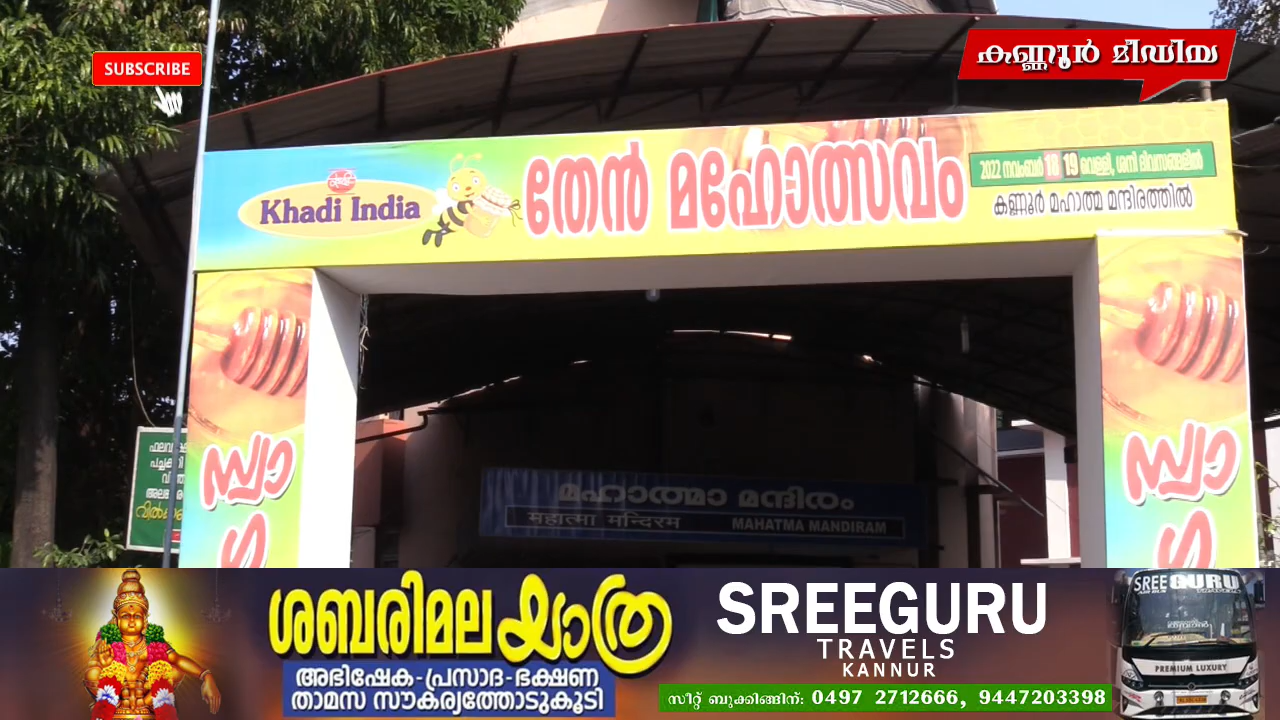 SUBSCRIBE
കണ്ണൂർ മീഡിയ
Khadi India
തേൻ മഹോത്സവം
2022 നവംബർ 18 19 വെള്ളി, ശനി ദിവസങ്ങളിൽ
കണ്ണൂർ മഹാത്മ മന്ദിരത്തിൽ
സ്വാ
ഗ
സ്വാ
ഗ
മഹാത്മാ മന്ദിരം
महात्मा मन्दिरम
MAHATMA MANDIRAM
ശബരിമല യാത്ര
അഭിഷേക-പ്രസാദ-ഭക്ഷണ
താമസ സൗകര്യത്തോടുകൂടി
SREEGURU
TRAVELS
KANNUR
സീറ്റ് ബുക്കിങ്ങിന്: 0497 2712666, 9447203398
SREE GURU
PREMIUM LUXURY